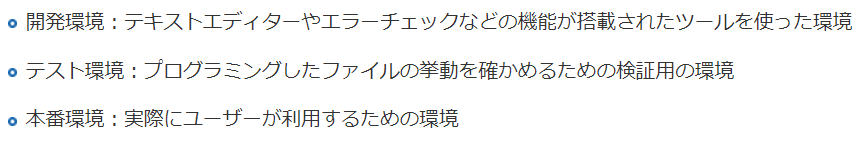 開発環境：テキストエディターやエラーチェックなどの機能が搭載されたツールを使った環境
テスト環境：プログラミングしたファイルの挙動を確かめるための検証用の環境
本番環境：実際にユーザーが利用するための環境